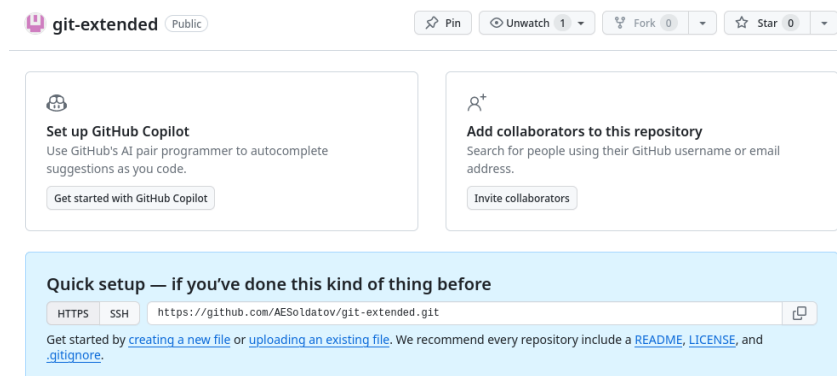 git-extended Public Pin Unwatch 1 Fork 0 Star 0
Set up GitHub Copilot
Use GitHub's AI pair programmer to autocomplete
suggestions as you code.
Get started with GitHub Copilot
Add collaborators to this repository
Search for people using their GitHub username or email
address.
Invite collaborators
Quick setup — if you’ve done this kind of thing before
HTTPS SSH https://github.com/AESoldatov/git-extended.git
Get started by creating a new file or uploading an existing file. We recommend every repository include a README, LICENSE, and
.gitignore.